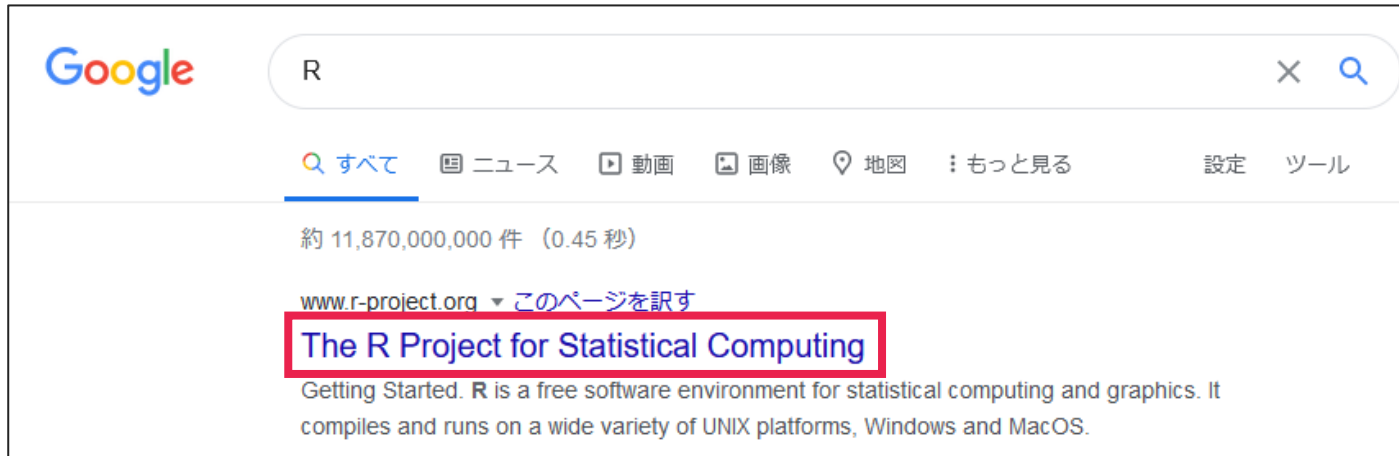 Google
R
すべて ニュース 動画 画像 地図 もっと見る 設定 ツール
約 11,870,000,000 件 （0.45 秒）
www.r-project.org ▼ このページを訳す
The R Project for Statistical Computing
Getting Started. R is a free software environment for statistical computing and graphics. It
compiles and runs on a wide variety of UNIX platforms, Windows and MacOS.